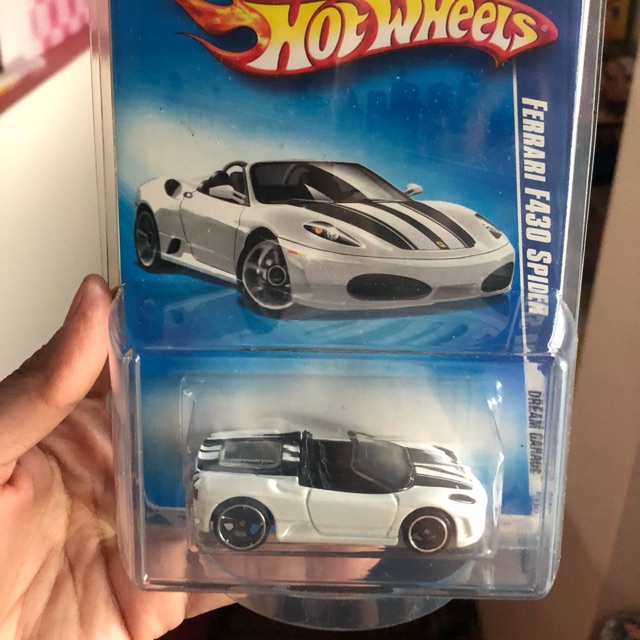 HOT WHEELS
FERRARI F430 SPIDER
DREAM GARAGE